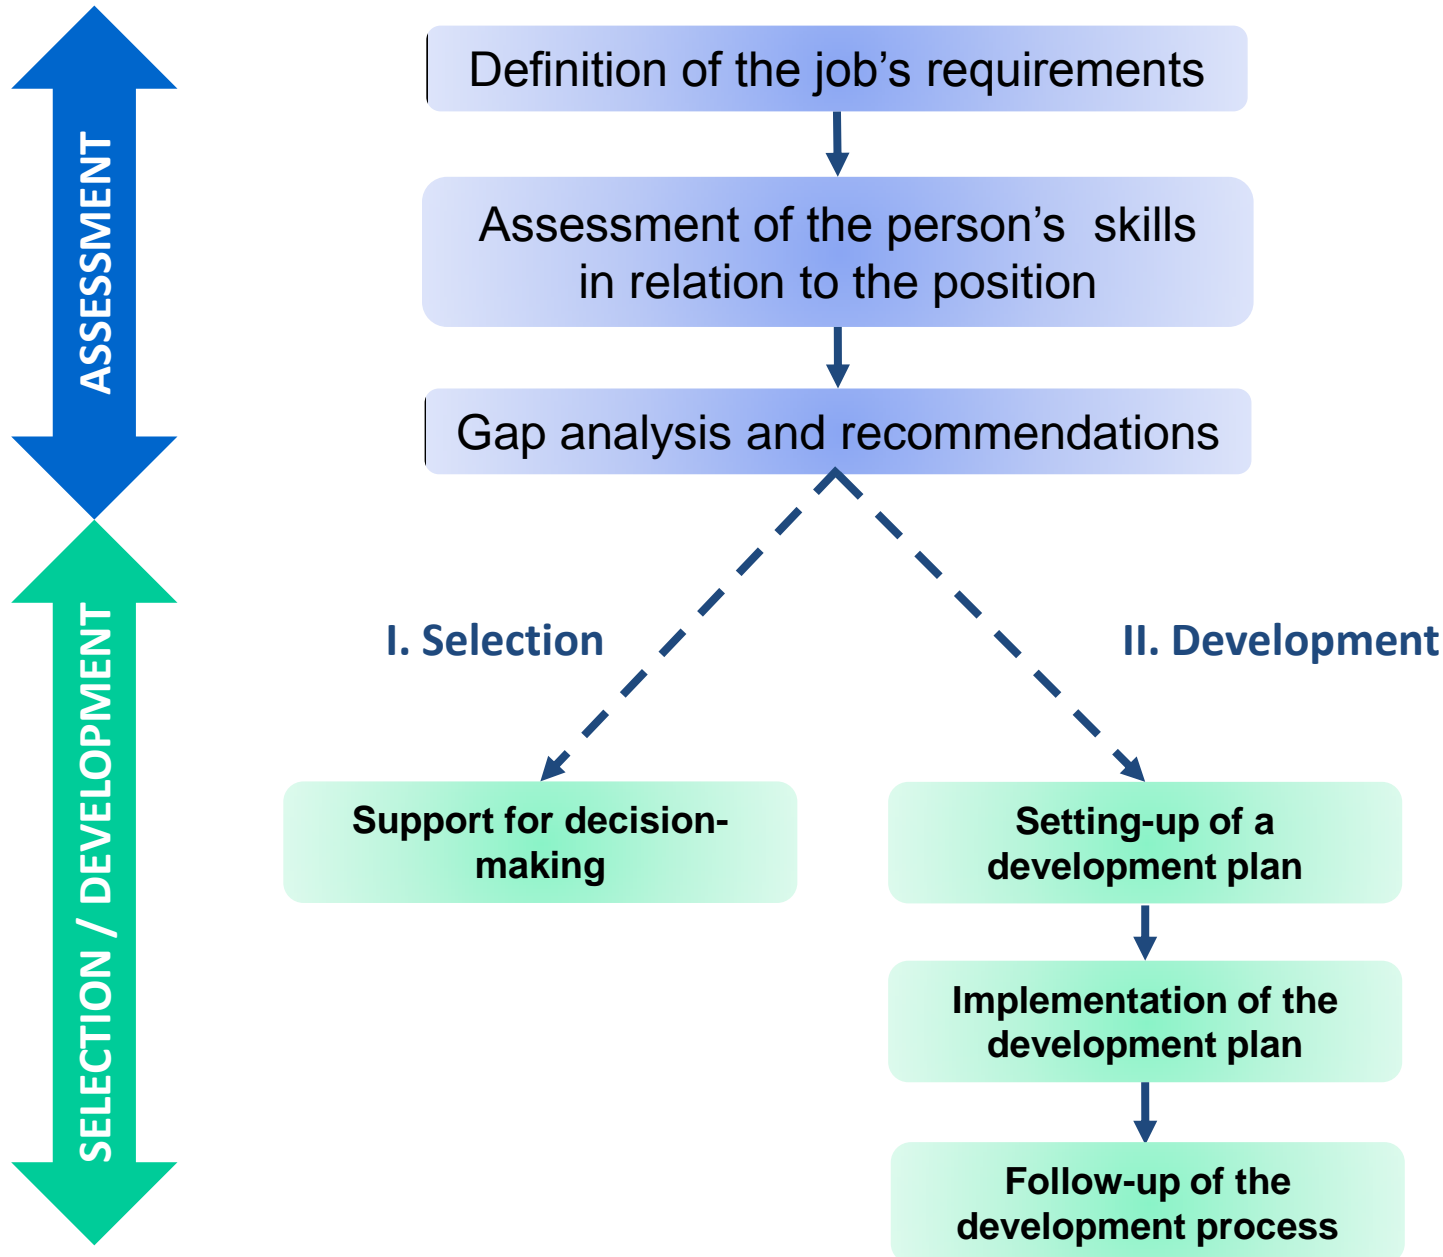 ASSESSMENT
Definition of the job’s requirements
Assessment of the person’s skills
in relation to the position
Gap analysis and recommendations
SELECTION / DEVELOPMENT
I. Selection
II. Development
Support for decision-
making
Setting-up of a
development plan
Implementation of the
development plan
Follow-up of the
development process